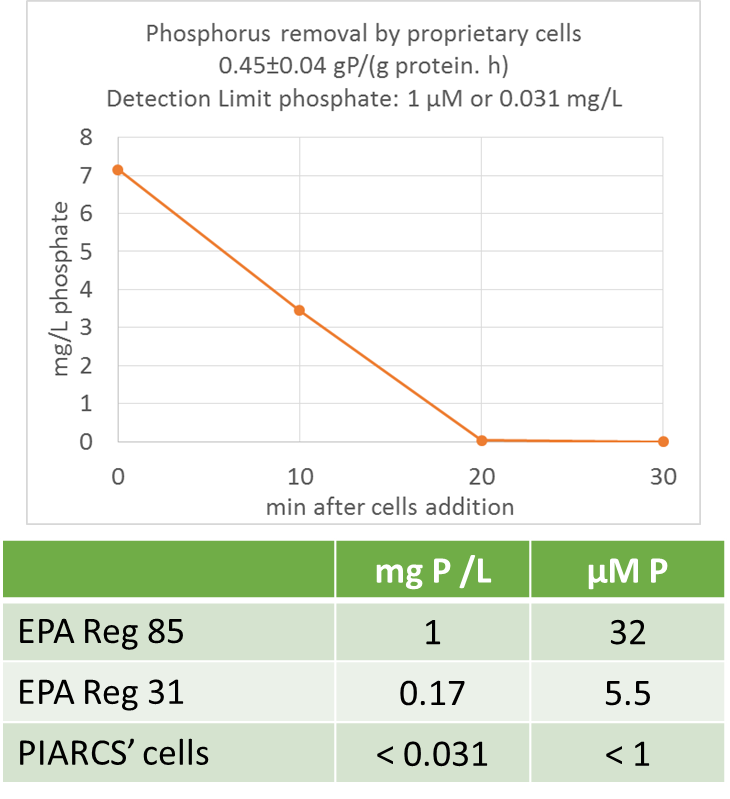 Phosphorus removal by proprietary cells
0.45±0.04 gP/(g protein. h)
Detection Limit phosphate: 1 µM or 0.031 mg/L
mg/L phosphate
8
7
6
5
4
3
2
1
0
0 10 20 30
min after cells addition
mg P /L µM P
EPA Reg 85 1 32
EPA Reg 31 0.17 5.5
PIARCS’ cells < 0.031 < 1